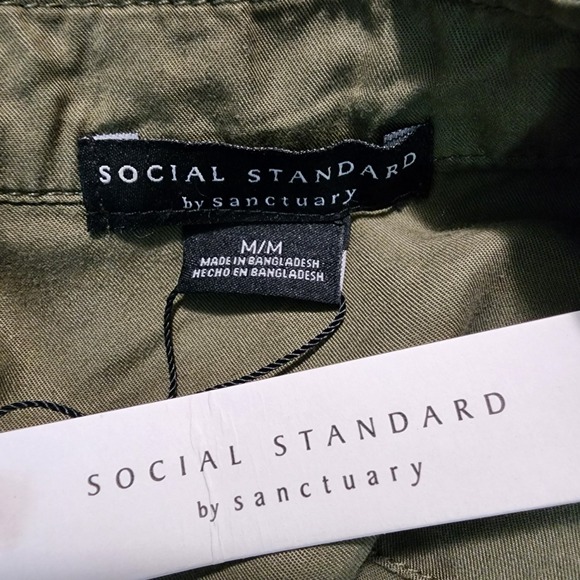 SOCIAL STANDARD
by sanctuary
M/M
MADE IN BANGLADESH
HECHO EN BANGLADESH
SOCIAL STANDARD
by sanctuary